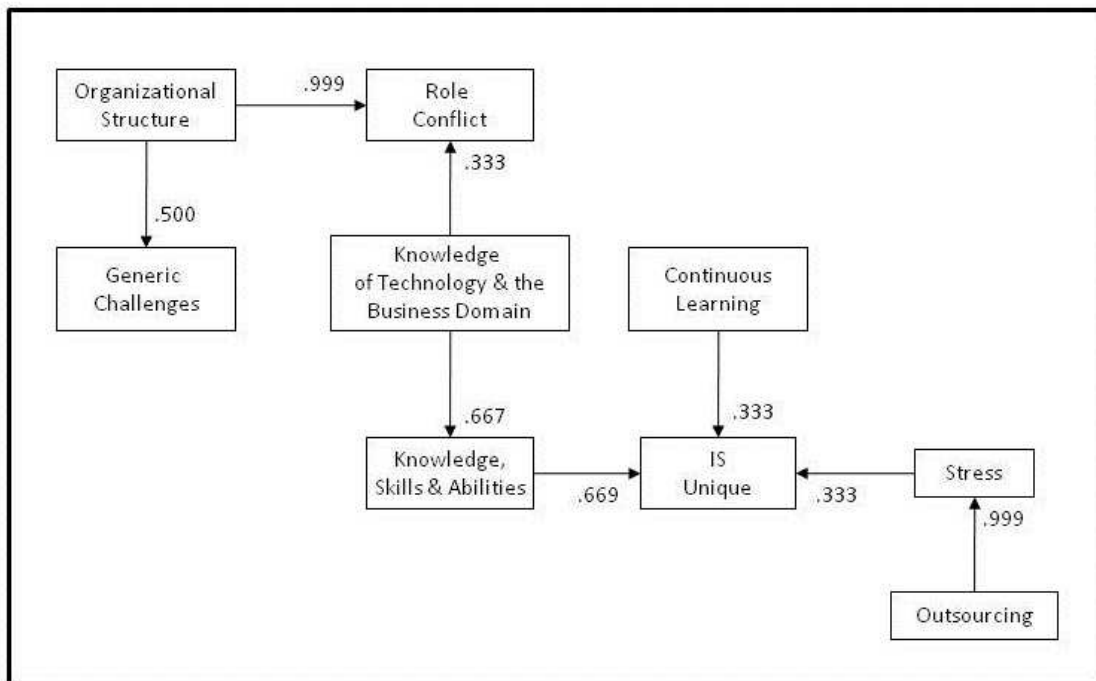 Organizational
Structure
.999
Role
Conflict
.500
.333
Generic
Challenges
Knowledge
of Technology & the
Business Domain
Continuous
Learning
.667
.333
Knowledge,
Skills & Abilities
.669
IS
Unique
.333
Stress
.999
Outsourcing